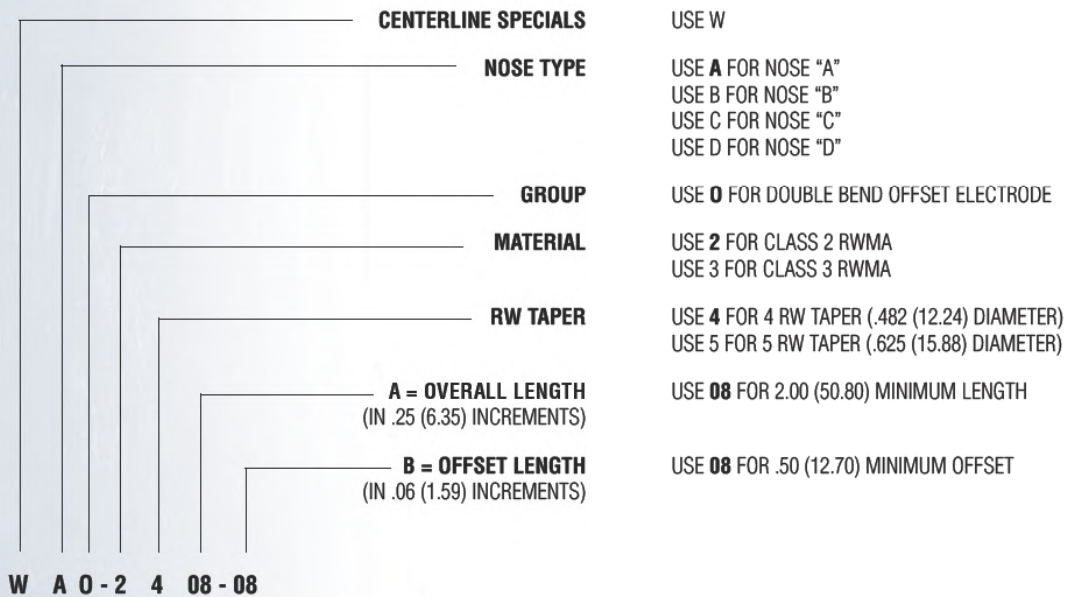 CENTERLINE SPECIALS USE W
NOSE TYPE USE A FOR NOSE “A”
USE B FOR NOSE “B”
USE C FOR NOSE “C”
USE D FOR NOSE “D”
GROUP USE O FOR DOUBLE BEND OFFSET ELECTRODE
MATERIAL USE 2 FOR CLASS 2 RWMA
USE 3 FOR CLASS 3 RWMA
RW TAPER USE 4 FOR 4 RW TAPER (.482 (12.24) DIAMETER)
USE 5 FOR 5 RW TAPER (.625 (15.88) DIAMETER)
A = OVERALL LENGTH USE 08 FOR 2.00 (50.80) MINIMUM LENGTH
(IN .25 (6.35) INCREMENTS)
B = OFFSET LENGTH USE 08 FOR .50 (12.70) MINIMUM OFFSET
(IN .06 (1.59) INCREMENTS)
W A O - 2 4 08 - 08